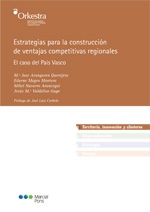 Orkestra
Estrategias para la construcción
de ventajas competitivas regionales
El caso del País Vasco
Mª José Aranguren Querejeta
Edurne Magro Montero
Mikel Navarro Arancegui
Jesús Mª Valdaliso Gago
Prólogo de José Luis Curbelo
Territorio, innovación y clústeres
Marcial
Pons